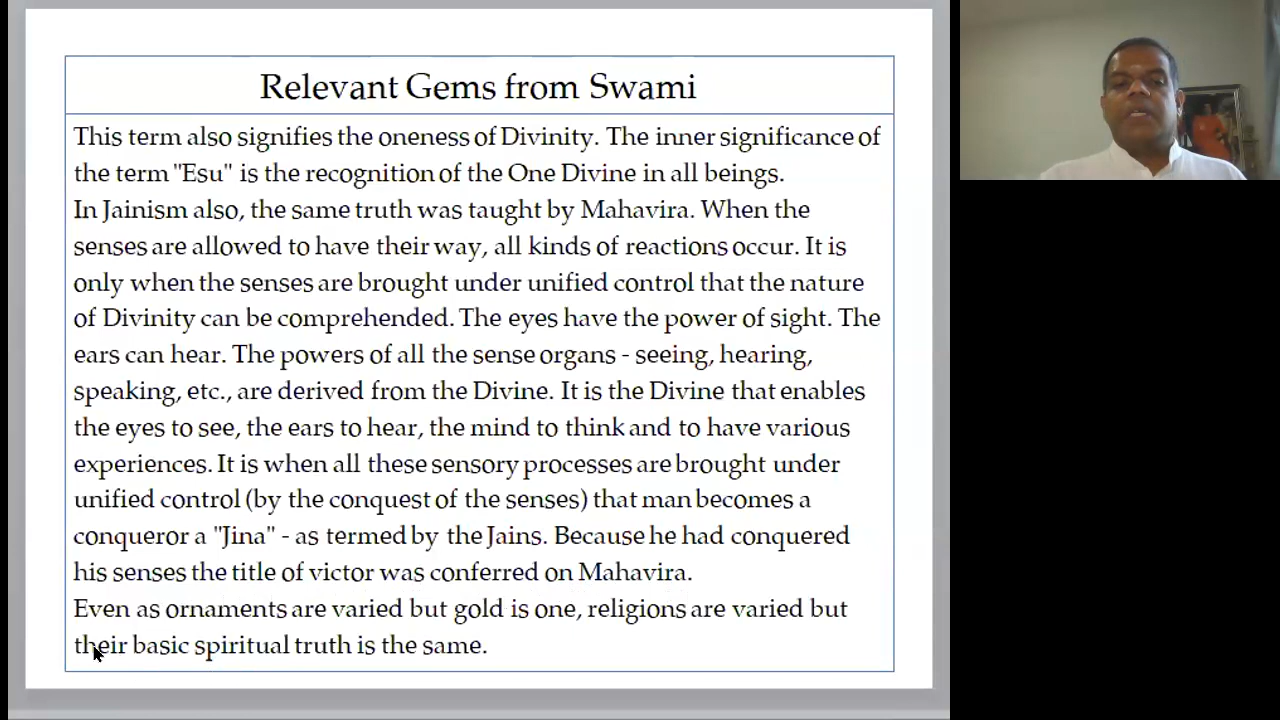 Relevant Gems from Swami
This term also signifies the oneness of Divinity. The inner significance of
the term "Esu" is the recognition of the One Divine in all beings.
In Jainism also, the same truth was taught by Mahavira. When the
senses are allowed to have their way, all kinds of reactions occur. It is
only when the senses are brought under unified control that the nature
of Divinity can be comprehended. The eyes have the power of sight. The
ears can hear. The powers of all the sense organs - seeing, hearing,
speaking, etc., are derived from the Divine. It is the Divine that enables
the eyes to see, the ears to hear, the mind to think and to have various
experiences. It is when all these sensory processes are brought under
unified control (by the conquest of the senses) that man becomes a
conqueror a "Jina" - as termed by the Jains. Because he had conquered
his senses the title of victor was conferred on Mahavira.
Even as ornaments are varied but gold is one, religions are varied but
their basic spiritual truth is the same.